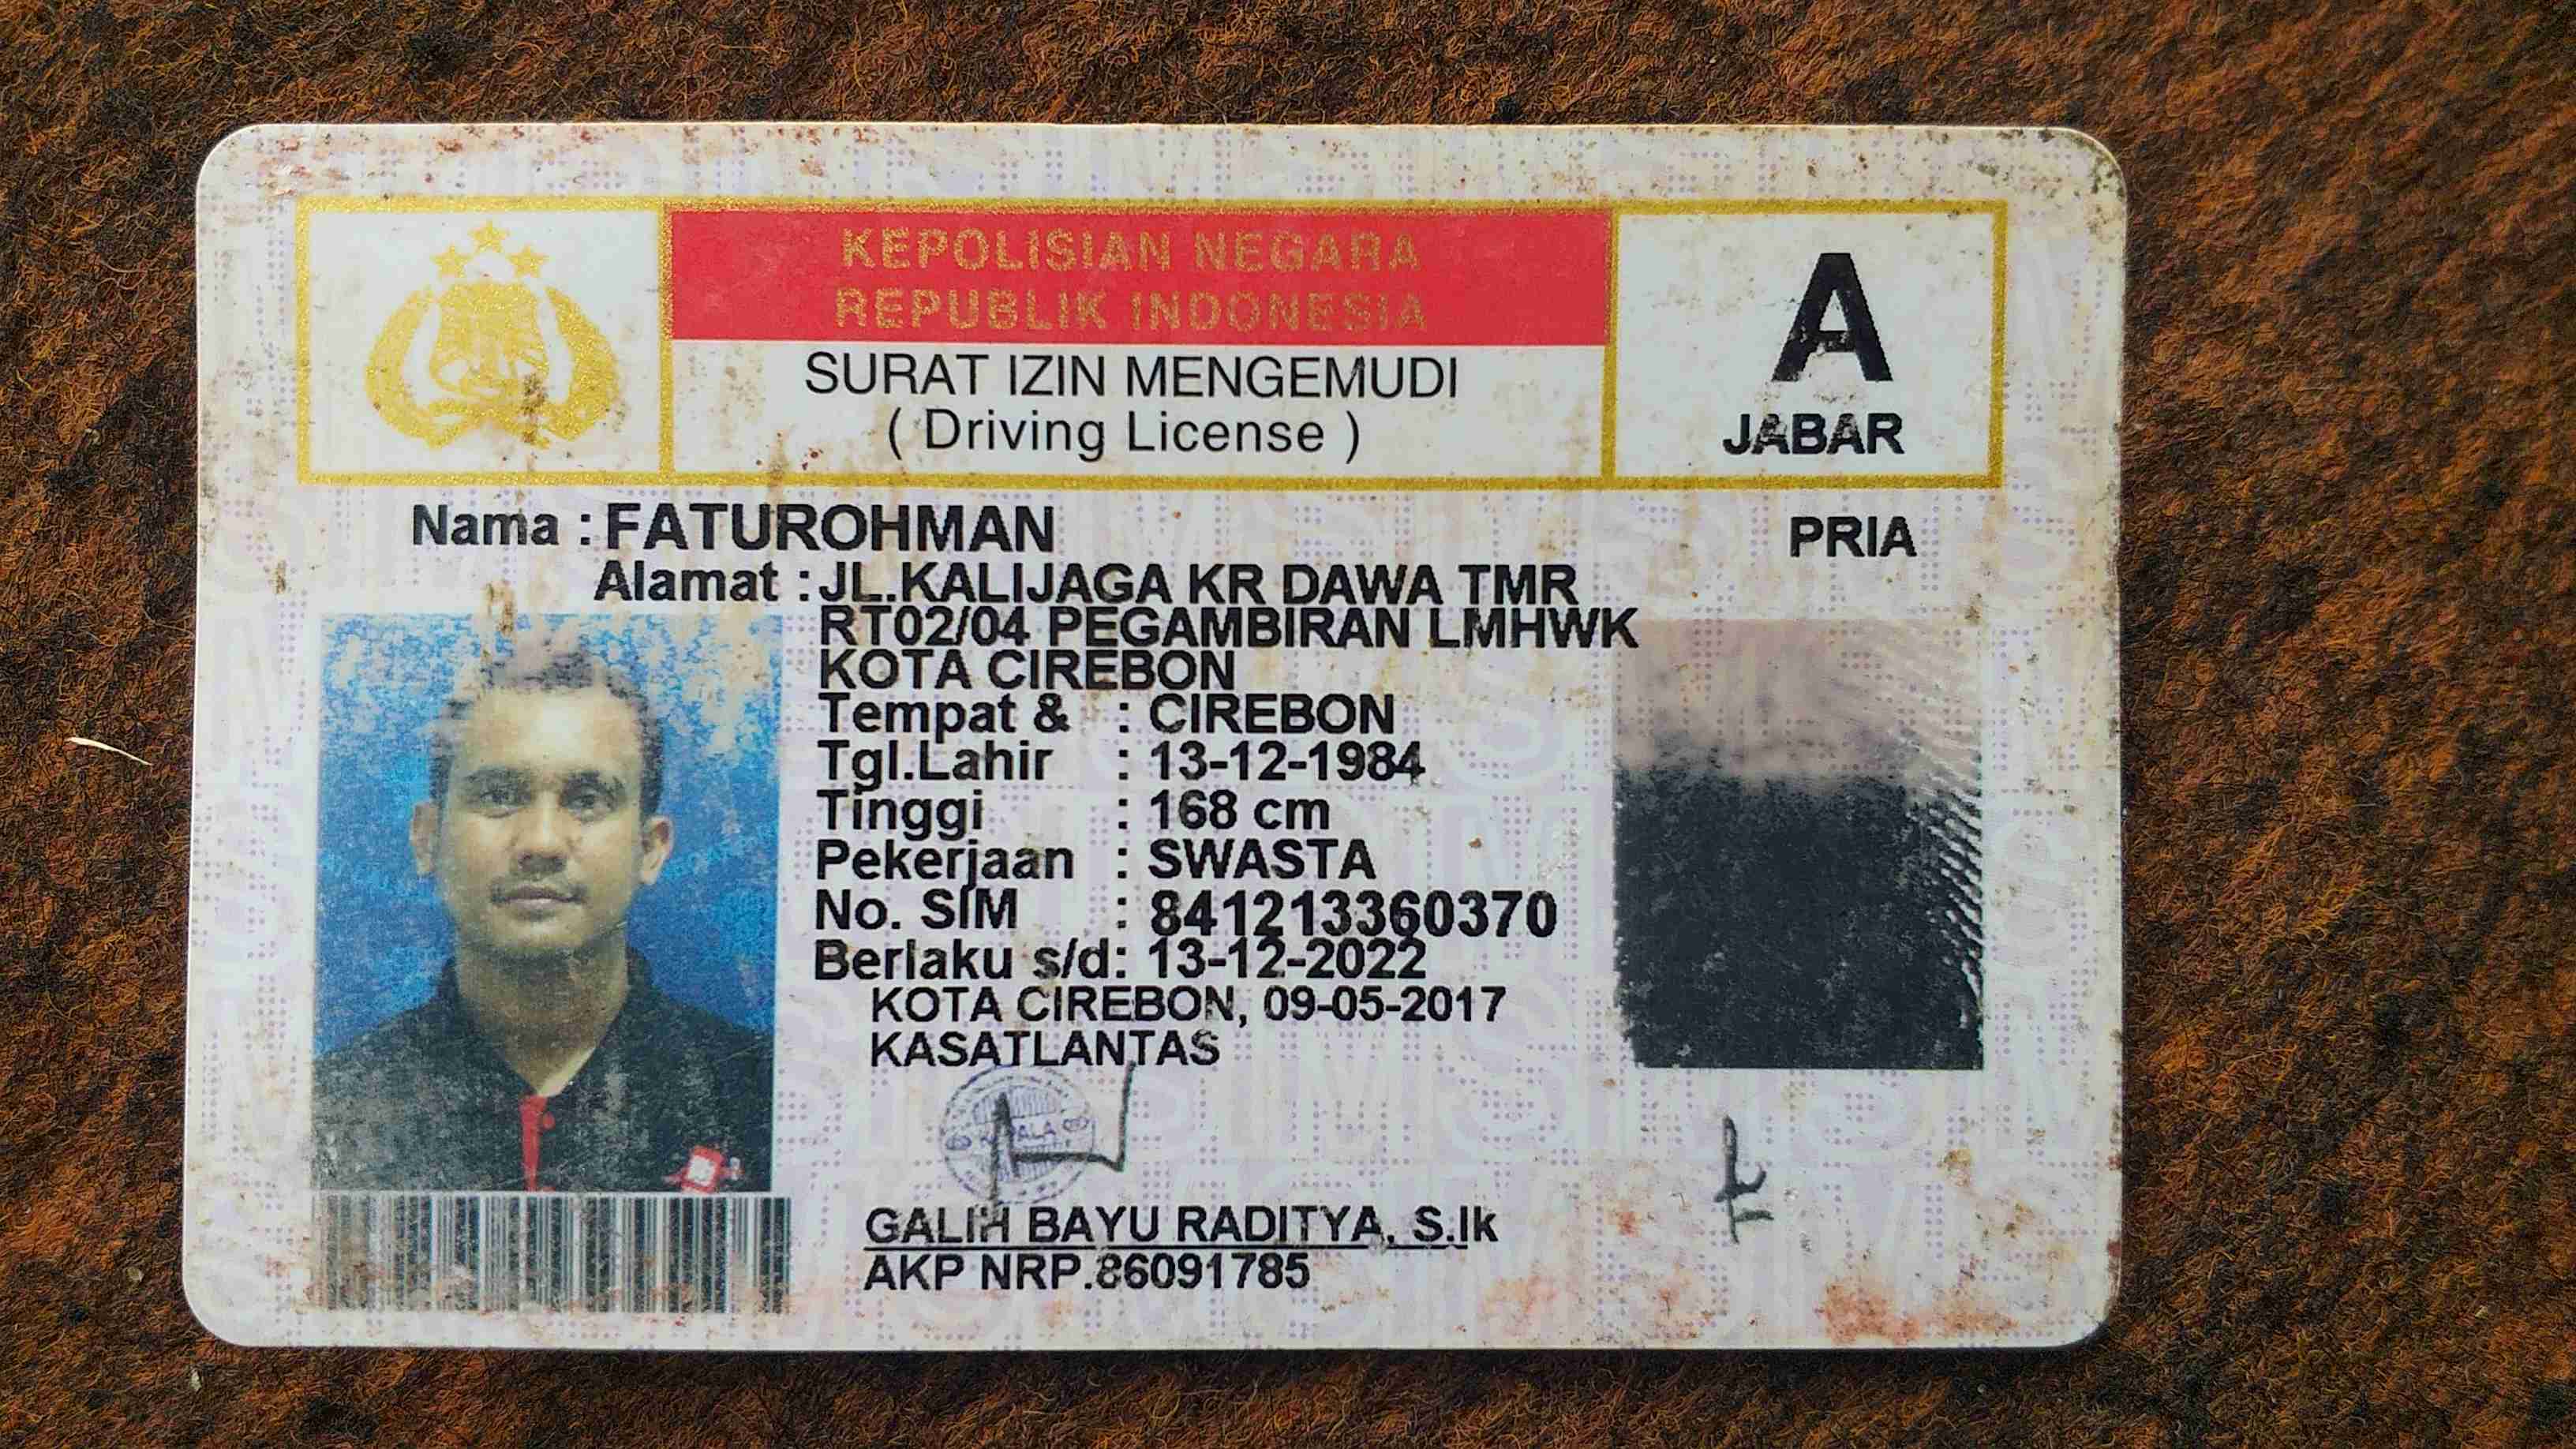 KEPOLISIAN NEGARA
REPUBLIK INDONESIA
SURAT IZIN MENGEMUDI
( Driving License )
A
JABAR
Nama : FATUROHMAN
PRIA
Alamat : JL.KALIJAGA KR DAWA TMR
RT02/04 PEGAMBIRAN LMHWK
KOTA CIREBON
Tempat & : CIREBON
Tgl.Lahir : 13-12-1984
Tinggi : 168 cm
Pekerjaan : SWASTA
No. SIM : 841213360370
Berlaku s/d: 13-12-2022
KOTA CIREBON, 09-05-2017
KASATLANTAS
GALIH BAYU RADITYA, S.Ik
AKP NRP.86091785